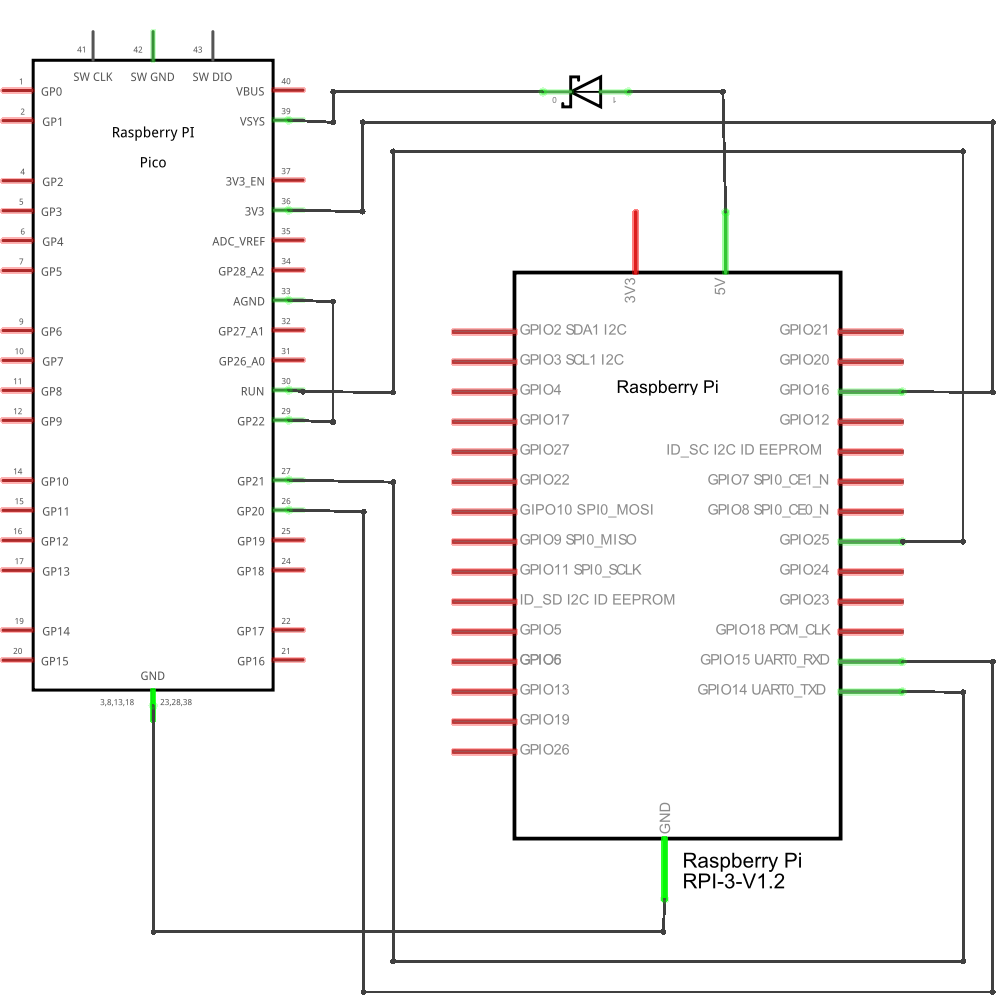 41 42 43
SW CLK SW GND SW DIO
1 GP0 VBUS 40
2 GP1 VSYS 39
Raspberry PI
Pico
4 GP2 3V3_EN 37
5 GP3 3V3 36
6 GP4 ADC_VREF 35
7 GP5 GP28_A2 34
AGND 33
9 GP6 GP27_A1 32
10 GP7 GP26_A0 31
11 GP8 RUN 30
12 GP9 GP22 29
14 GP10 GP21 27
15 GP11 GP20 26
16 GP12 GP19 25
17 GP13 GP18 24
19 GP14 GP17 22
20 GP15 GP16 21
GND
3,8,13,18 23,28,38
0 1
3V3 5V
GPIO2 SDA1 I2C GPIO21
GPIO3 SCL1 I2C GPIO20
GPIO4 Raspberry Pi GPIO16
GPIO17 GPIO12
GPIO27 ID_SC I2C ID EEPROM
GPIO22 GPIO7 SPI0_CE1_N
GIPO10 SPI0_MOSI GPIO8 SPI0_CE0_N
GPIO9 SPI0_MISO GPIO25
GPIO11 SPI0_SCLK GPIO24
ID_SD I2C ID EEPROM GPIO23
GPIO5 GPIO18 PCM_CLK
GPIO6 GPIO15 UART0_RXD
GPIO13 GPIO14 UART0_TXD
GPIO19
GPIO26
GND
Raspberry Pi
RPI-3-V1.2